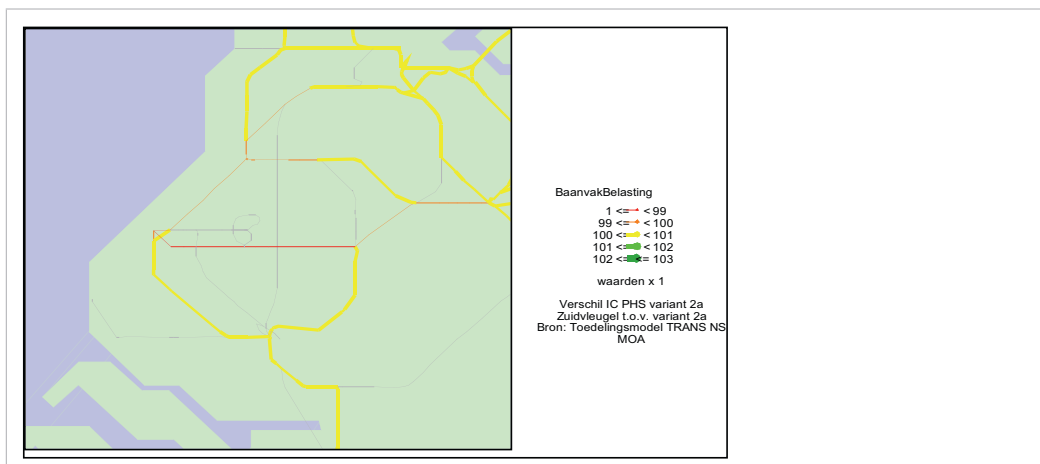 BaanvakBelasting
1 <= < 99
99 <= < 100
100 <= < 101
101 <= < 102
102 <= <= 103
waarden x 1
Verschil IC PHS variant 2a
Zuidvleugel t.o.v. variant 2a
Bron: Toedelingsmodel TRANS NS
MOA